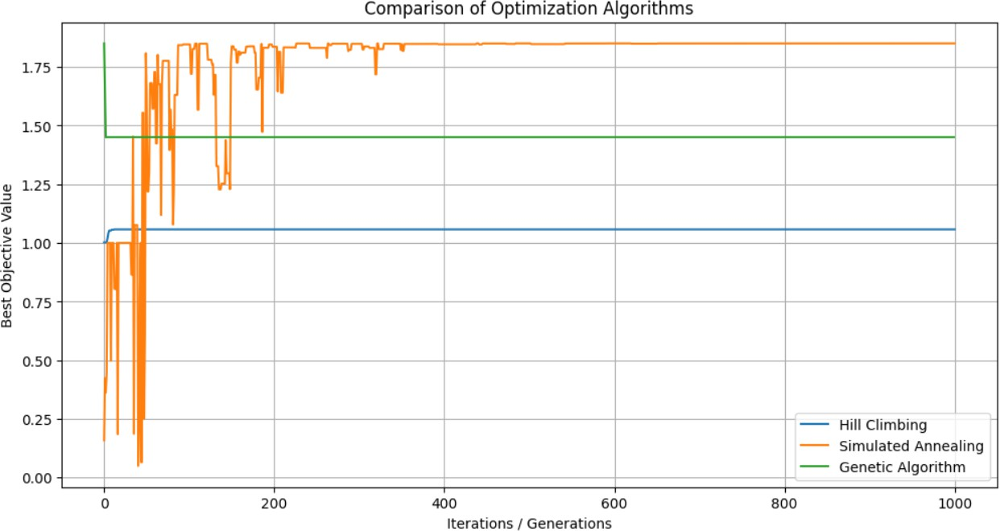 Comparison of Optimization Algorithms
Best Objective Value
1.75
1.50
1.25
1.00
0.75
0.50
0.25
0.00
0 200 400 600 800 1000
Iterations / Generations
Hill Climbing
Simulated Annealing
Genetic Algorithm